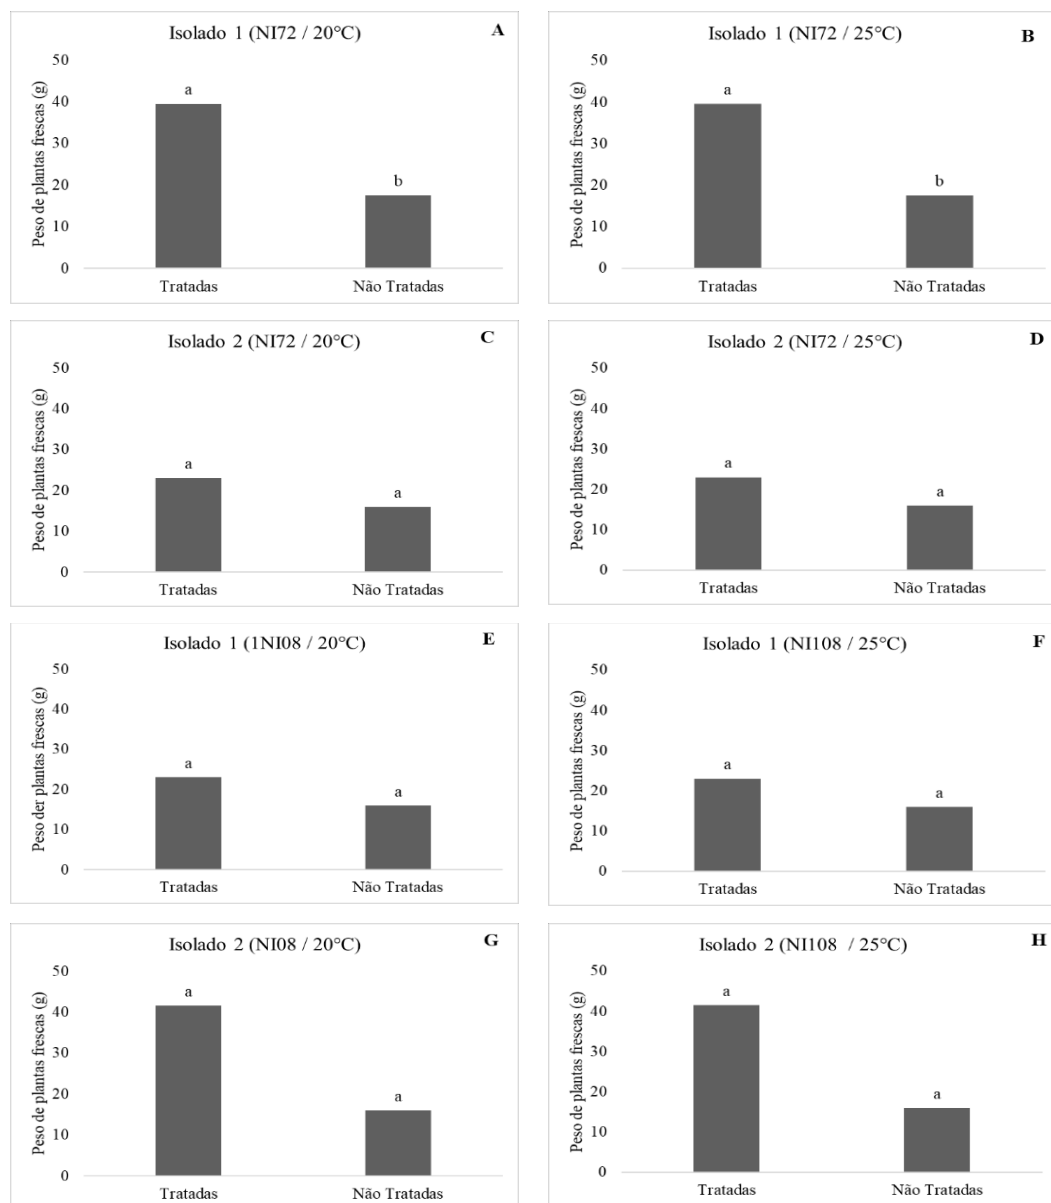 Isolado 1 (NI72 / 20°C)
A
Peso de plantas frescas (g)
50
40
30
20
10
0
a
b
Tratadas
Não Tratadas
Isolado 1 (NI72 / 25°C)
B
Peso de plantas frescas (g)
50
40
30
20
10
0
a
b
Tratadas
Não Tratadas
Isolado 2 (NI72 / 20°C)
C
Peso de plantas frescas (g)
50
40
30
20
10
0
a
a
Tratadas
Não Tratadas
Isolado 2 (NI72 / 25°C)
D
Peso de plantas frescas (g)
50
40
30
20
10
0
a
a
Tratadas
Não Tratadas
Isolado 1 (1NI08 / 20°C)
E
Peso der plantas frescas (g)
50
40
30
20
10
0
a
a
Tratadas
Não Tratadas
Isolado 1 (NI108 / 25°C)
F
Peso de plantas frescas (g)
50
40
30
20
10
0
a
a
Tratadas
Não Tratadas
Isolado 2 (NI08 / 20°C)
G
Peso de plantas frescas (g)
50
40
30
20
10
0
a
a
Tratadas
Não Tratadas
Isolado 2 (NI108 / 25°C)
H
Peso de plantas frescas (g)
50
40
30
20
10
0
a
a
Tratadas
Não Tratadas